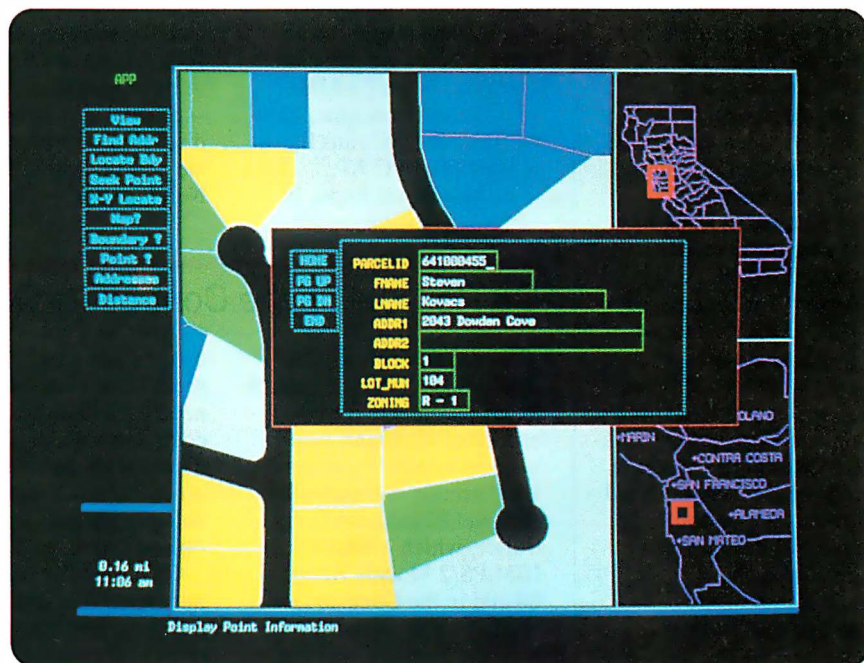 APP
View
Find Addr
Locate Bdy
Seek Point
X-Y Locate
Map?
Boundary ?
Point ?
Addresses
Distance
HOME
PG UP
PG DN
END
PARCELID 641000455_
FNAME Steven
LNAME Kovacs
ADDR1 2043 Dowden Cove
ADDR2
BLOCK 1
LOT_NUM 104
ZONING R - 1
OLANO
+MARIN
+CONTRA COSTA
+SAN FRANCISCO
+ALAMEDA
+SAN MATEO
0.16 mi
11:06 am
Display Point Information